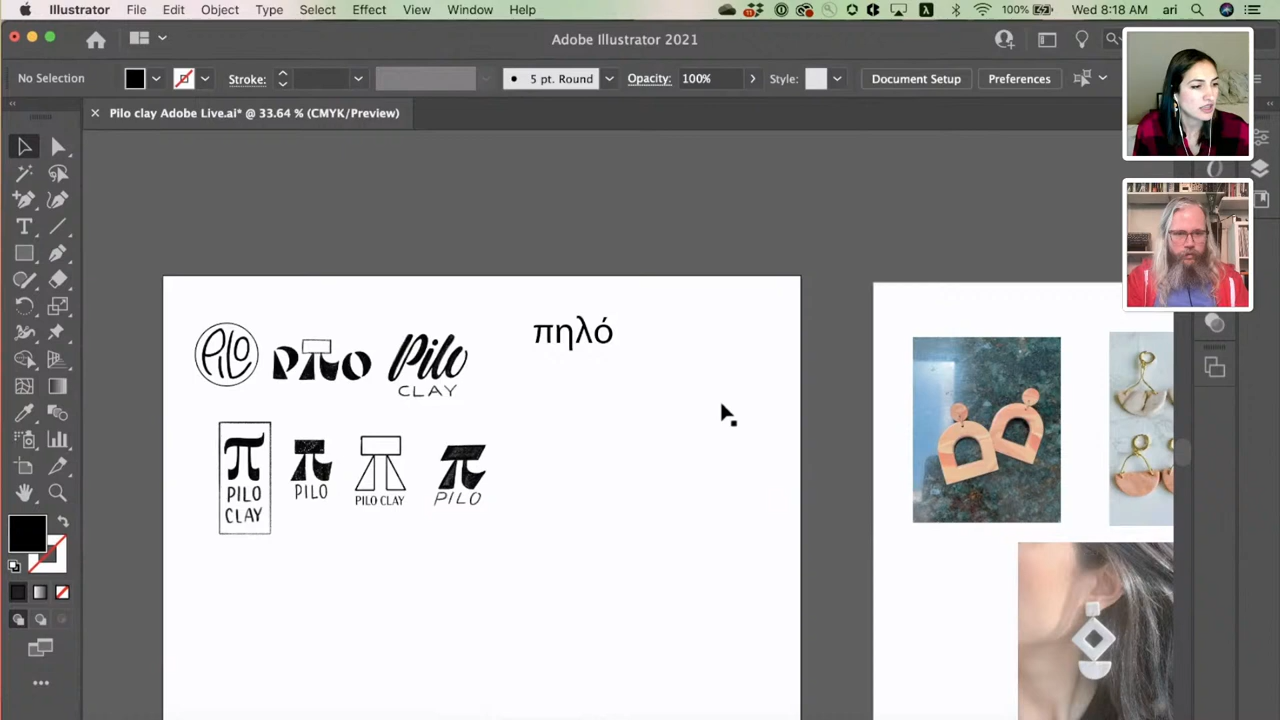 Illustrator File Edit Object Type Select Effect View Window Help 100% Wed 8:18 AM ari
Adobe Illustrator 2021
No Selection Stroke: 5 pt. Round Opacity: 100% Style: Document Setup Preferences
Pilo clay Adobe Live.ai* @ 33.64 % (CMYK/Preview)
PILO
Pilo
CLAY
πηλό
π
PILO
CLAY
π
PILO
π
PILO CLAY
π
PILO